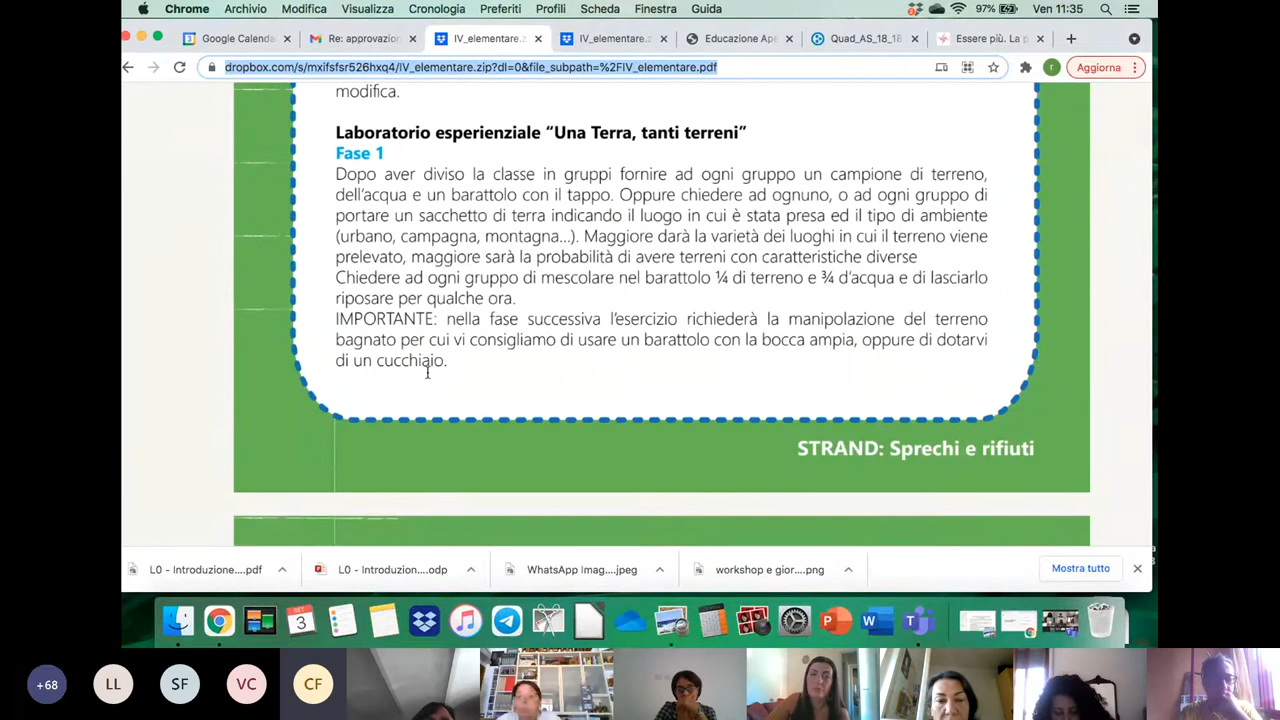 Chrome Archivio Modifica Visualizza Cronologia Preferiti Profili Scheda Finestra Guida 97% Ven 11:35
Google Calenda IV_elementare.z IV_elementare. Educazione Ape Quad_AS_18_18 Essere più. La p
Re: approvazion
dropbox.com/s/mxifsfsr526hxq4/IV_elementare.zip?dl=0&file_subpath=%2FIV_elementare.pdf r Aggiorna
modifica.
Laboratorio esperienziale “Una Terra, tanti terreni”
Fase 1
Dopo aver diviso la classe in gruppi fornire ad ogni gruppo un campione di terreno,
dell’acqua e un barattolo con il tappo. Oppure chiedere ad ognuno, o ad ogni gruppo di
portare un sacchetto di terra indicando il luogo in cui è stata presa ed il tipo di ambiente
(urbano, campagna, montagna…). Maggiore darà la varietà dei luoghi in cui il terreno viene
prelevato, maggiore sarà la probabilità di avere terreni con caratteristiche diverse
Chiedere ad ogni gruppo di mescolare nel barattolo ¼ di terreno e ¾ d’acqua e di lasciarlo
riposare per qualche ora.
IMPORTANTE: nella fase successiva l’esercizio richiederà la manipolazione del terreno
bagnato per cui vi consigliamo di usare un barattolo con la bocca ampia, oppure di dotarvi
di un cucchiaio.
STRAND: Sprechi e rifiuti
L0 - Introduzione....pdf L0 - Introduzion....odp WhatsApp Imag....jpeg workshop e gior....png Mostra tutto
SET
3
+68 LL SF VC CF